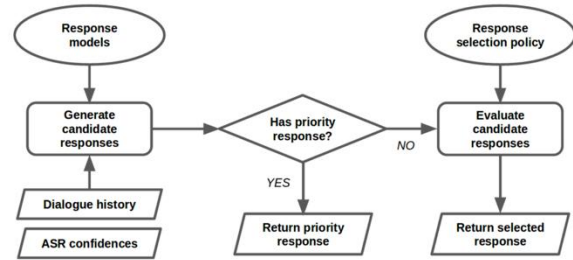 Response
models
Response
selection policy
Generate
candidate
responses
Has priority
response?
NO
Evaluate
candidate
responses
YES
Dialogue history
ASR confidences
Return priority
response
Return selected
response